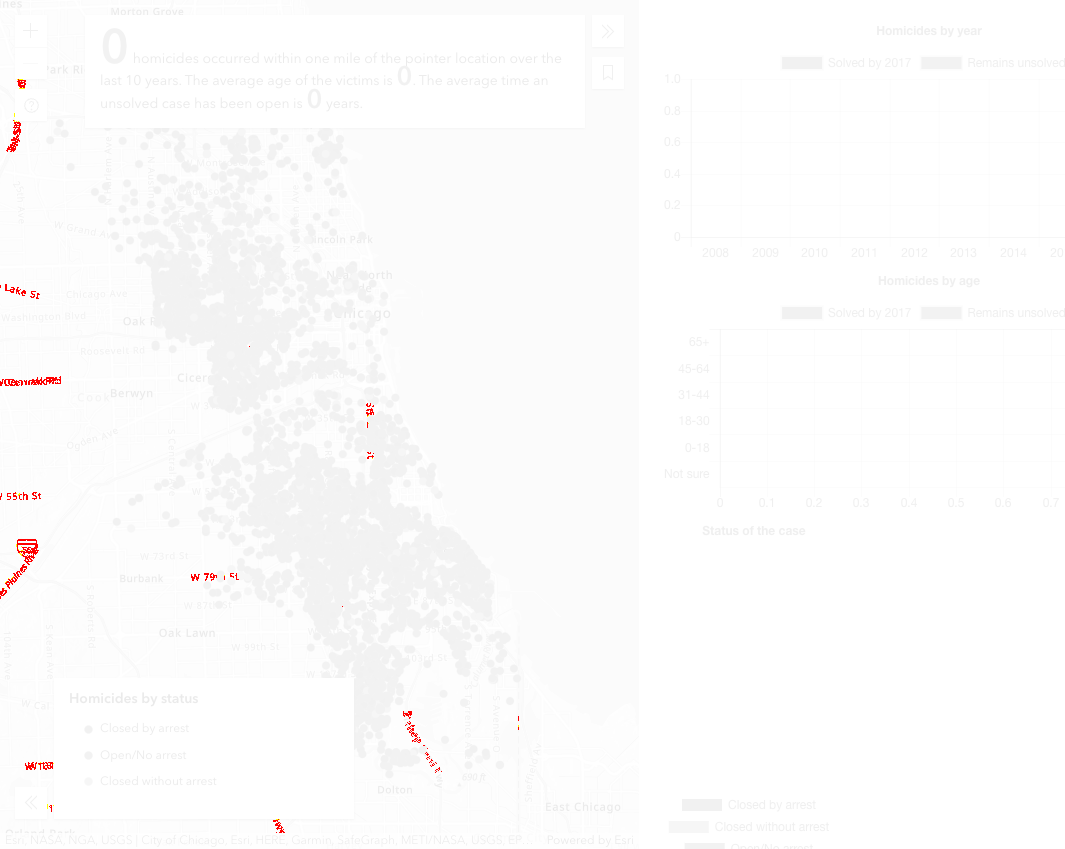 Morton Grove
0 homicides occurred within one mile of the pointer location over the
last 10 years. The average age of the victims is 0. The average time an
unsolved case has been open is 0 years.
W Grand Av
Lincoln Park
Near North
Lake St
Chicago Ave
Washington Blvd
Chicago
Oak
Roosevelt Rd
Cicero
Berwyn
Cook
Ogden Ave
W 55th St
W 73rd St
Burbank
W 79th St
W 87th St
Oak Lawn
W 99th St
103rd St
Homicides by status
Closed by arrest
Open/No arrest
Closed without arrest
Dolton
East Chicago
Orland Park
Esri, NASA, NGA, USGS | City of Chicago, Esri, HERE, Garmin, SafeGraph, METI/NASA, USGS, EP
Powered by Esri
Homicides by year
Solved by 2017
Remains unsolved
1.0
0.8
0.6
0.4
0.2
0
2008 2009 2010 2011 2012 2013 2014 20
Homicides by age
Solved by 2017
Remains unsolved
65+
45-64
31-44
18-30
0-18
Not sure
0 0.1 0.2 0.3 0.4 0.5 0.6 0.7
Status of the case
Closed by arrest
Closed without arrest
Open/No arrest